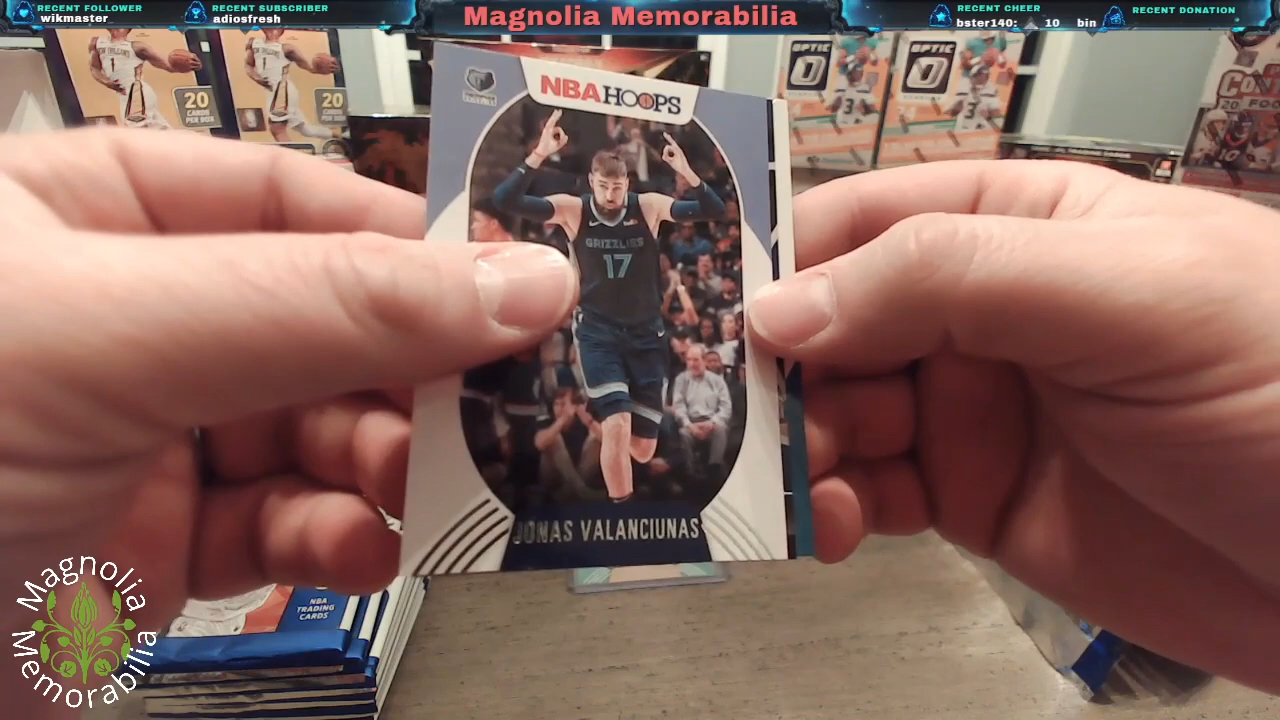 RECENT FOLLOWER
wikmaster
RECENT SUBSCRIBER
adiosfresh
Magnolia Memorabilia
RECENT CHEER
bster140: 10 bin
RECENT DONATION
20
CARDS
PER BOX
20
CARDS
PER BOX
OPTIC
OPTIC
NBA HOOPS
GRIZZLIES
17
JONAS VALANCIUNAS
NBA
TRADING
CARDS
Magnolia
Memorabilia